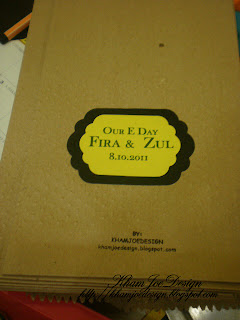 OUR E DAY
FIRA & ZUL
8.10.2011
BY:
KHAMJOEDESIGN
khamjoedesign.blogspot.com
KhamJoeDesign
http://khamjoedesign.blogspot.com